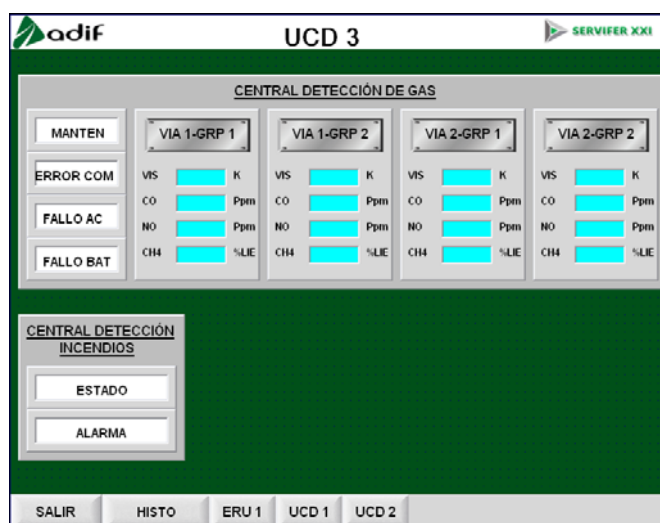 adif
UCD 3
SERVIFER XXI
CENTRAL DETECCIÓN DE GAS
MANTEN
ERROR COM
FALLO AC
FALLO BAT
VIA 1-GRP 1
VIS K
CO Ppm
NO Ppm
CH4 %LIE
VIA 1-GRP 2
VIS K
CO Ppm
NO Ppm
CH4 %LIE
VIA 2-GRP 1
VIS K
CO Ppm
NO Ppm
CH4 %LIE
VIA 2-GRP 2
VIS K
CO Ppm
NO Ppm
CH4 %LIE
CENTRAL DETECCIÓN
INCENDIOS
ESTADO
ALARMA
SALIR HISTO ERU 1 UCD 1 UCD 2